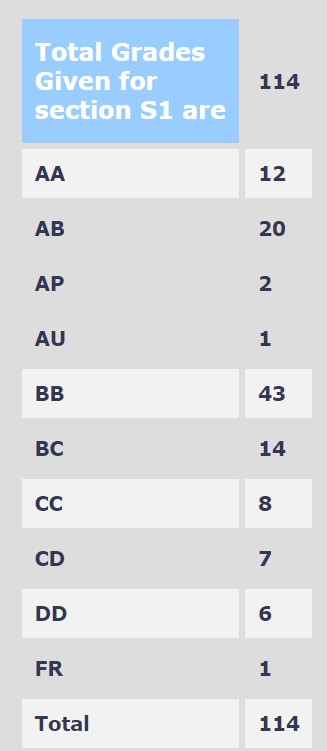 Total Grades
Given for
section S1 are 114
AA 12
AB 20
AP 2
AU 1
BB 43
BC 14
CC 8
CD 7
DD 6
FR 1
Total 114